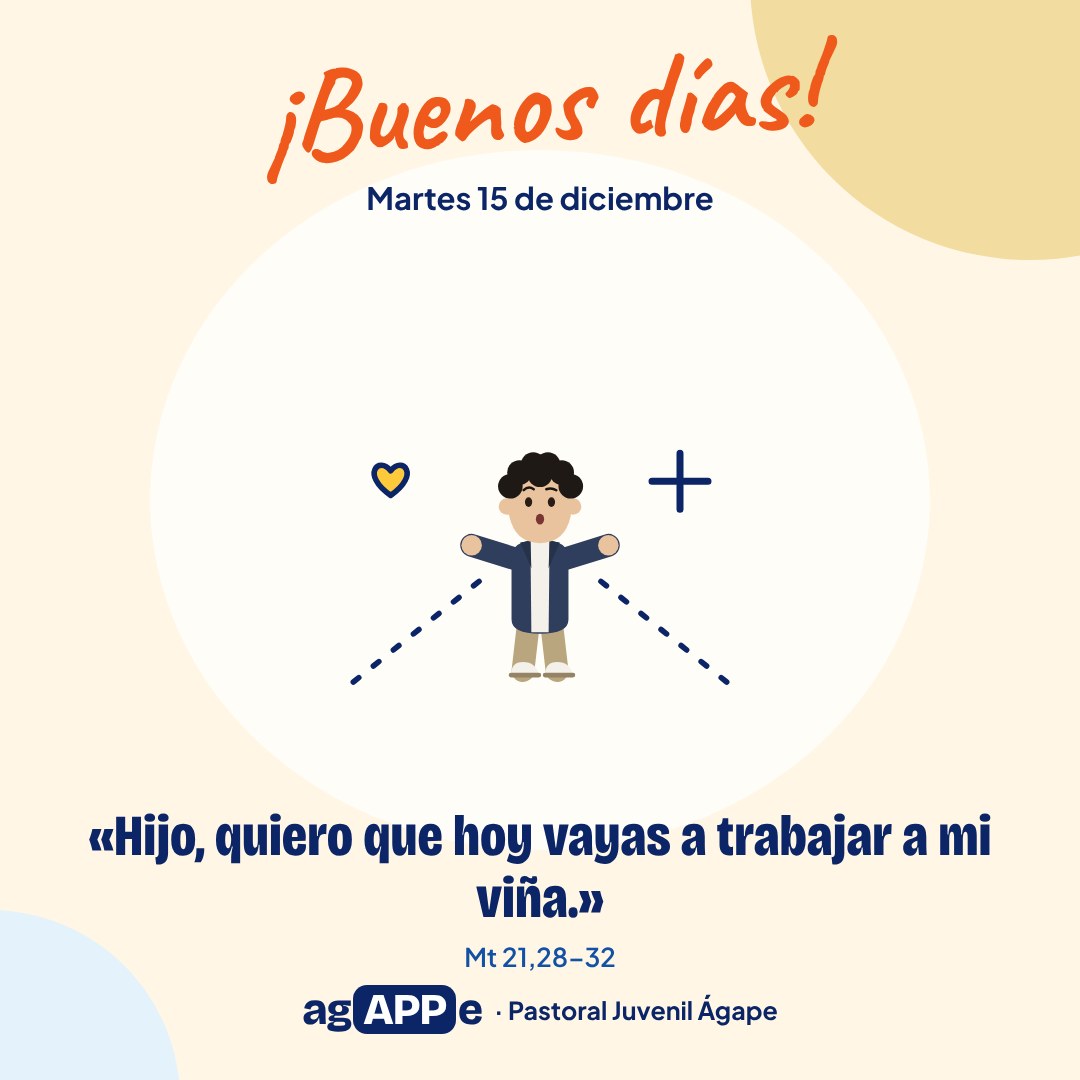 ¡Buenos días!
Martes 15 de diciembre
«Hijo, quiero que hoy vayas a trabajar a mi
viña.»
Mt 21,28–32
agAPPe · Pastoral Juvenil Ágape